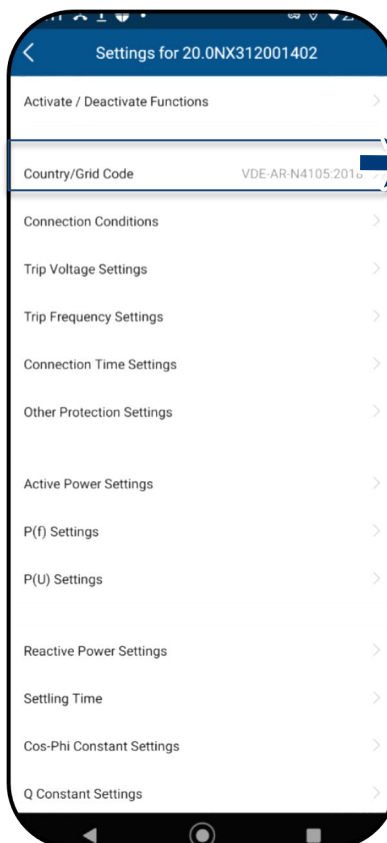 Settings for 20.0NX312001402
Activate / Deactivate Functions
Country/Grid Code VDE-AR-N4105:2018
Connection Conditions
Trip Voltage Settings
Trip Frequency Settings
Connection Time Settings
Other Protection Settings
Active Power Settings
P(f) Settings
P(U) Settings
Reactive Power Settings
Settling Time
Cos-Phi Constant Settings
Q Constant Settings